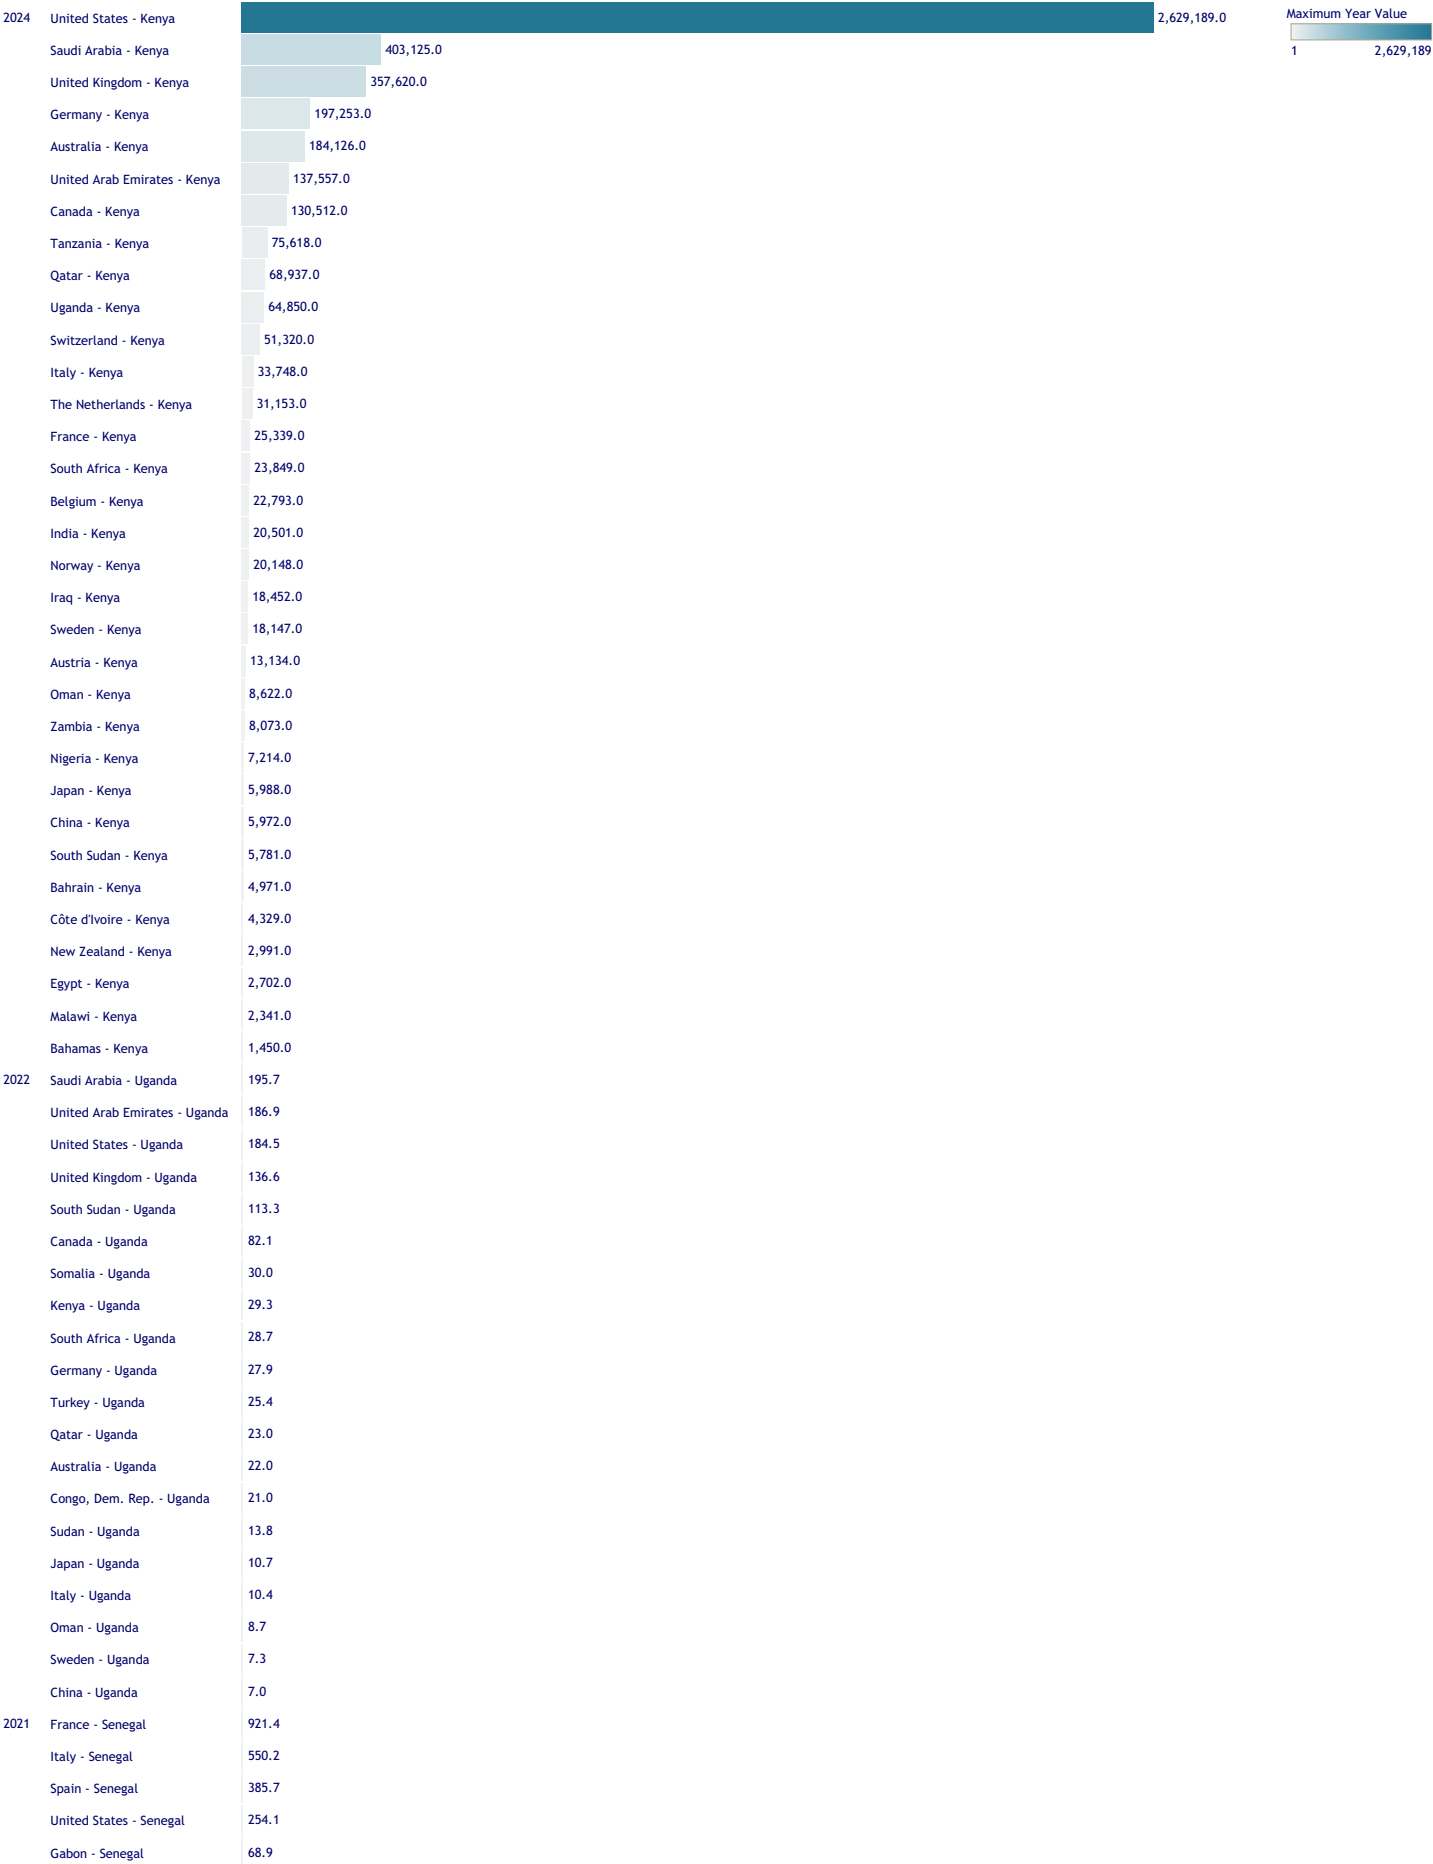 2024 United States - Kenya 2,629,189.0
Maximum Year Value
1 2,629,189
Saudi Arabia - Kenya 403,125.0
United Kingdom - Kenya 357,620.0
Germany - Kenya 197,253.0
Australia - Kenya 184,126.0
United Arab Emirates - Kenya 137,557.0
Canada - Kenya 130,512.0
Tanzania - Kenya 75,618.0
Qatar - Kenya 68,937.0
Uganda - Kenya 64,850.0
Switzerland - Kenya 51,320.0
Italy - Kenya 33,748.0
The Netherlands - Kenya 31,153.0
France - Kenya 25,339.0
South Africa - Kenya 23,849.0
Belgium - Kenya 22,793.0
India - Kenya 20,501.0
Norway - Kenya 20,148.0
Iraq - Kenya 18,452.0
Sweden - Kenya 18,147.0
Austria - Kenya 13,134.0
Oman - Kenya 8,622.0
Zambia - Kenya 8,073.0
Nigeria - Kenya 7,214.0
Japan - Kenya 5,988.0
China - Kenya 5,972.0
South Sudan - Kenya 5,781.0
Bahrain - Kenya 4,971.0
Côte d'Ivoire - Kenya 4,329.0
New Zealand - Kenya 2,991.0
Egypt - Kenya 2,702.0
Malawi - Kenya 2,341.0
Bahamas - Kenya 1,450.0
2022 Saudi Arabia - Uganda 195.7
United Arab Emirates - Uganda 186.9
United States - Uganda 184.5
United Kingdom - Uganda 136.6
South Sudan - Uganda 113.3
Canada - Uganda 82.1
Somalia - Uganda 30.0
Kenya - Uganda 29.3
South Africa - Uganda 28.7
Germany - Uganda 27.9
Turkey - Uganda 25.4
Qatar - Uganda 23.0
Australia - Uganda 22.0
Congo, Dem. Rep. - Uganda 21.0
Sudan - Uganda 13.8
Japan - Uganda 10.7
Italy - Uganda 10.4
Oman - Uganda 8.7
Sweden - Uganda 7.3
China - Uganda 7.0
2021 France - Senegal 921.4
Italy - Senegal 550.2
Spain - Senegal 385.7
United States - Senegal 254.1
Gabon - Senegal 68.9